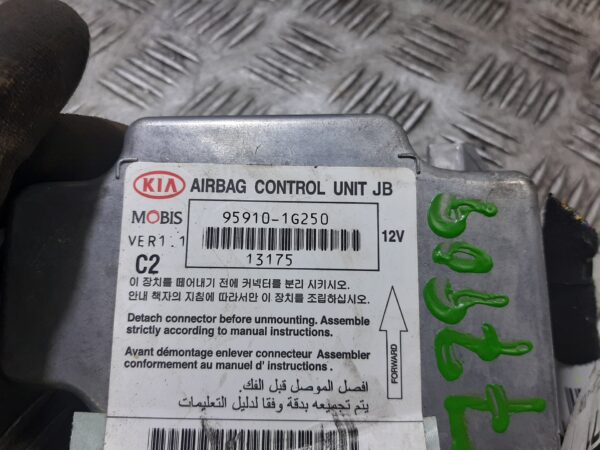 KIA AIRBAG CONTROL UNIT JB
MOBIS 95910-1G250
VER1.1 12V
C2 13175
이 장치를 떼어내기 전에 커넥터를 분리 시키시오.
안내 책자의 지침에 따라서만 이 장치를 조립하십시오.
Detach connector before unmounting. Assemble
strictly according to manual instructions.
Avant démontage enlever connecteur Assembler
conformement au manuel d' instructions .
افصل الموصل قبل الفك.
يتم تجميعه بدقة وفقا لدليل التعليمات
FORWARD